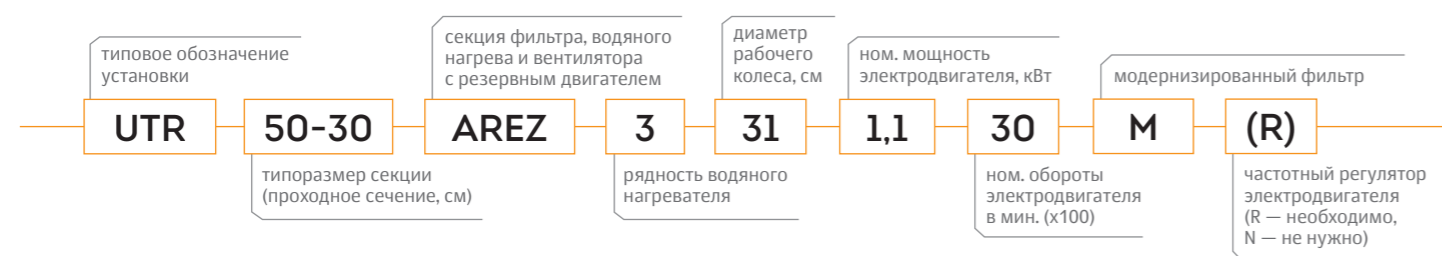 типовое обозначение
установки
секция фильтра, водяного
нагрева и вентилятора
с резервным двигателем
диаметр
рабочего
колеса, см
ном. мощность
электродвигателя, кВт
модернизированный фильтр
UTR 50-30 AREZ 3 31 1,1 30 M (R)
типоразмер секции
(проходное сечение, см)
рядность водяного
нагревателя
ном. обороты
электродвигателя
в мин. (х100)
частотный регулятор
электродвигателя
(R — необходимо,
N — не нужно)